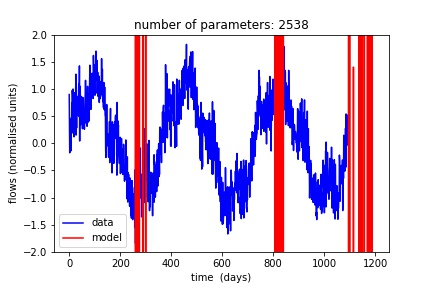 number of parameters: 2538
flows (normalised units)
2.0
1.5
1.0
0.5
0.0
−0.5
−1.0
−1.5
−2.0
data
model
0 200 400 600 800 1000 1200
time (days)